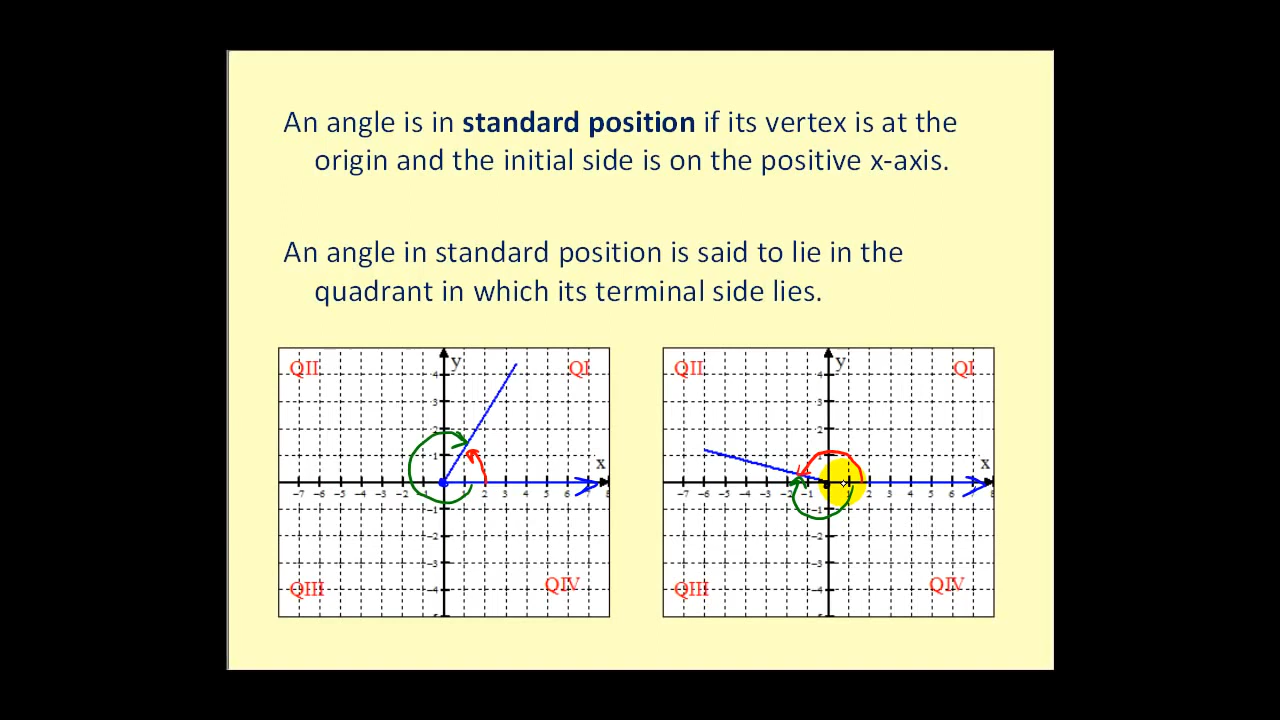 An angle is in standard position if its vertex is at the
origin and the initial side is on the positive x-axis.
An angle in standard position is said to lie in the
quadrant in which its terminal side lies.
QII y QI
4
3
2
1
x
-7 -6 -5 -4 -3 -2 2 3 4 5 6 7 8
-1
-2
-3
-4
QIII QIV
QII y QI
4
3
2
1
x
-7 -6 -5 -4 -3 -2 -1 1 2 3 4 5 6 7 8
-1
-2
-3
-4
QIII QIV